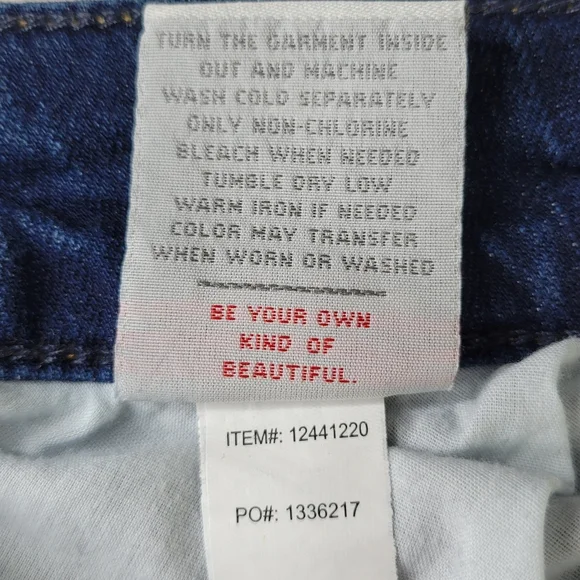 TURN THE GARMENT INSIDE
OUT AND MACHINE
WASH COLD SEPARATELY
ONLY NON-CHLORINE
BLEACH WHEN NEEDED
TUMBLE DRY LOW
WARM IRON IF NEEDED
COLOR MAY TRANSFER
WHEN WORN OR WASHED
BE YOUR OWN
KIND OF
BEAUTIFUL.
ITEM#: 12441220
PO#: 1336217